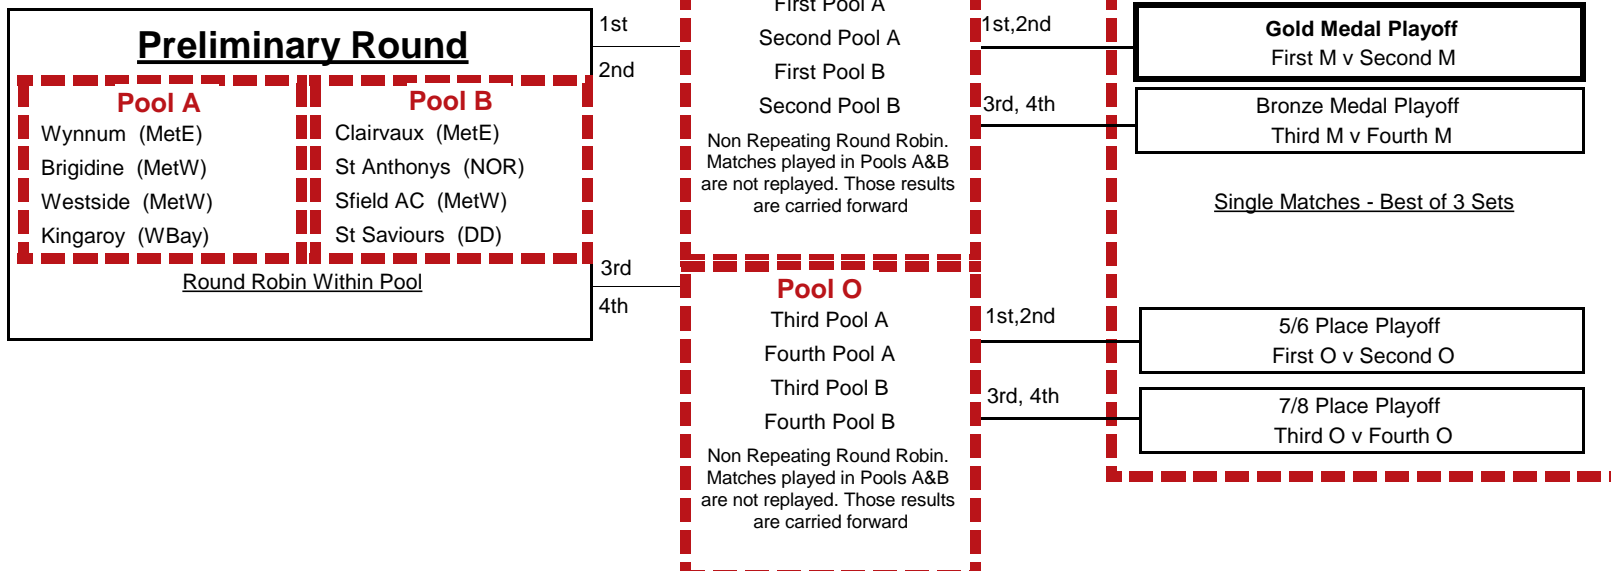 Preliminary Round
Pool A
Wynnum (MetE)
Brigidine (MetW)
Westside (MetW)
Kingaroy (WBay)
Pool B
Clairvaux (MetE)
St Anthonys (NOR)
Sfield AC (MetW)
St Saviours (DD)
Round Robin Within Pool
1st
2nd
3rd
4th
First Pool A
Second Pool A
First Pool B
Second Pool B
Non Repeating Round Robin.
Matches played in Pools A&B
are not replayed. Those results
are carried forward
Pool O
Third Pool A
Fourth Pool A
Third Pool B
Fourth Pool B
Non Repeating Round Robin.
Matches played in Pools A&B
are not replayed. Those results
are carried forward
1st,2nd
3rd, 4th
1st,2nd
3rd, 4th
Gold Medal Playoff
First M v Second M
Bronze Medal Playoff
Third M v Fourth M
Single Matches - Best of 3 Sets
5/6 Place Playoff
First O v Second O
7/8 Place Playoff
Third O v Fourth O